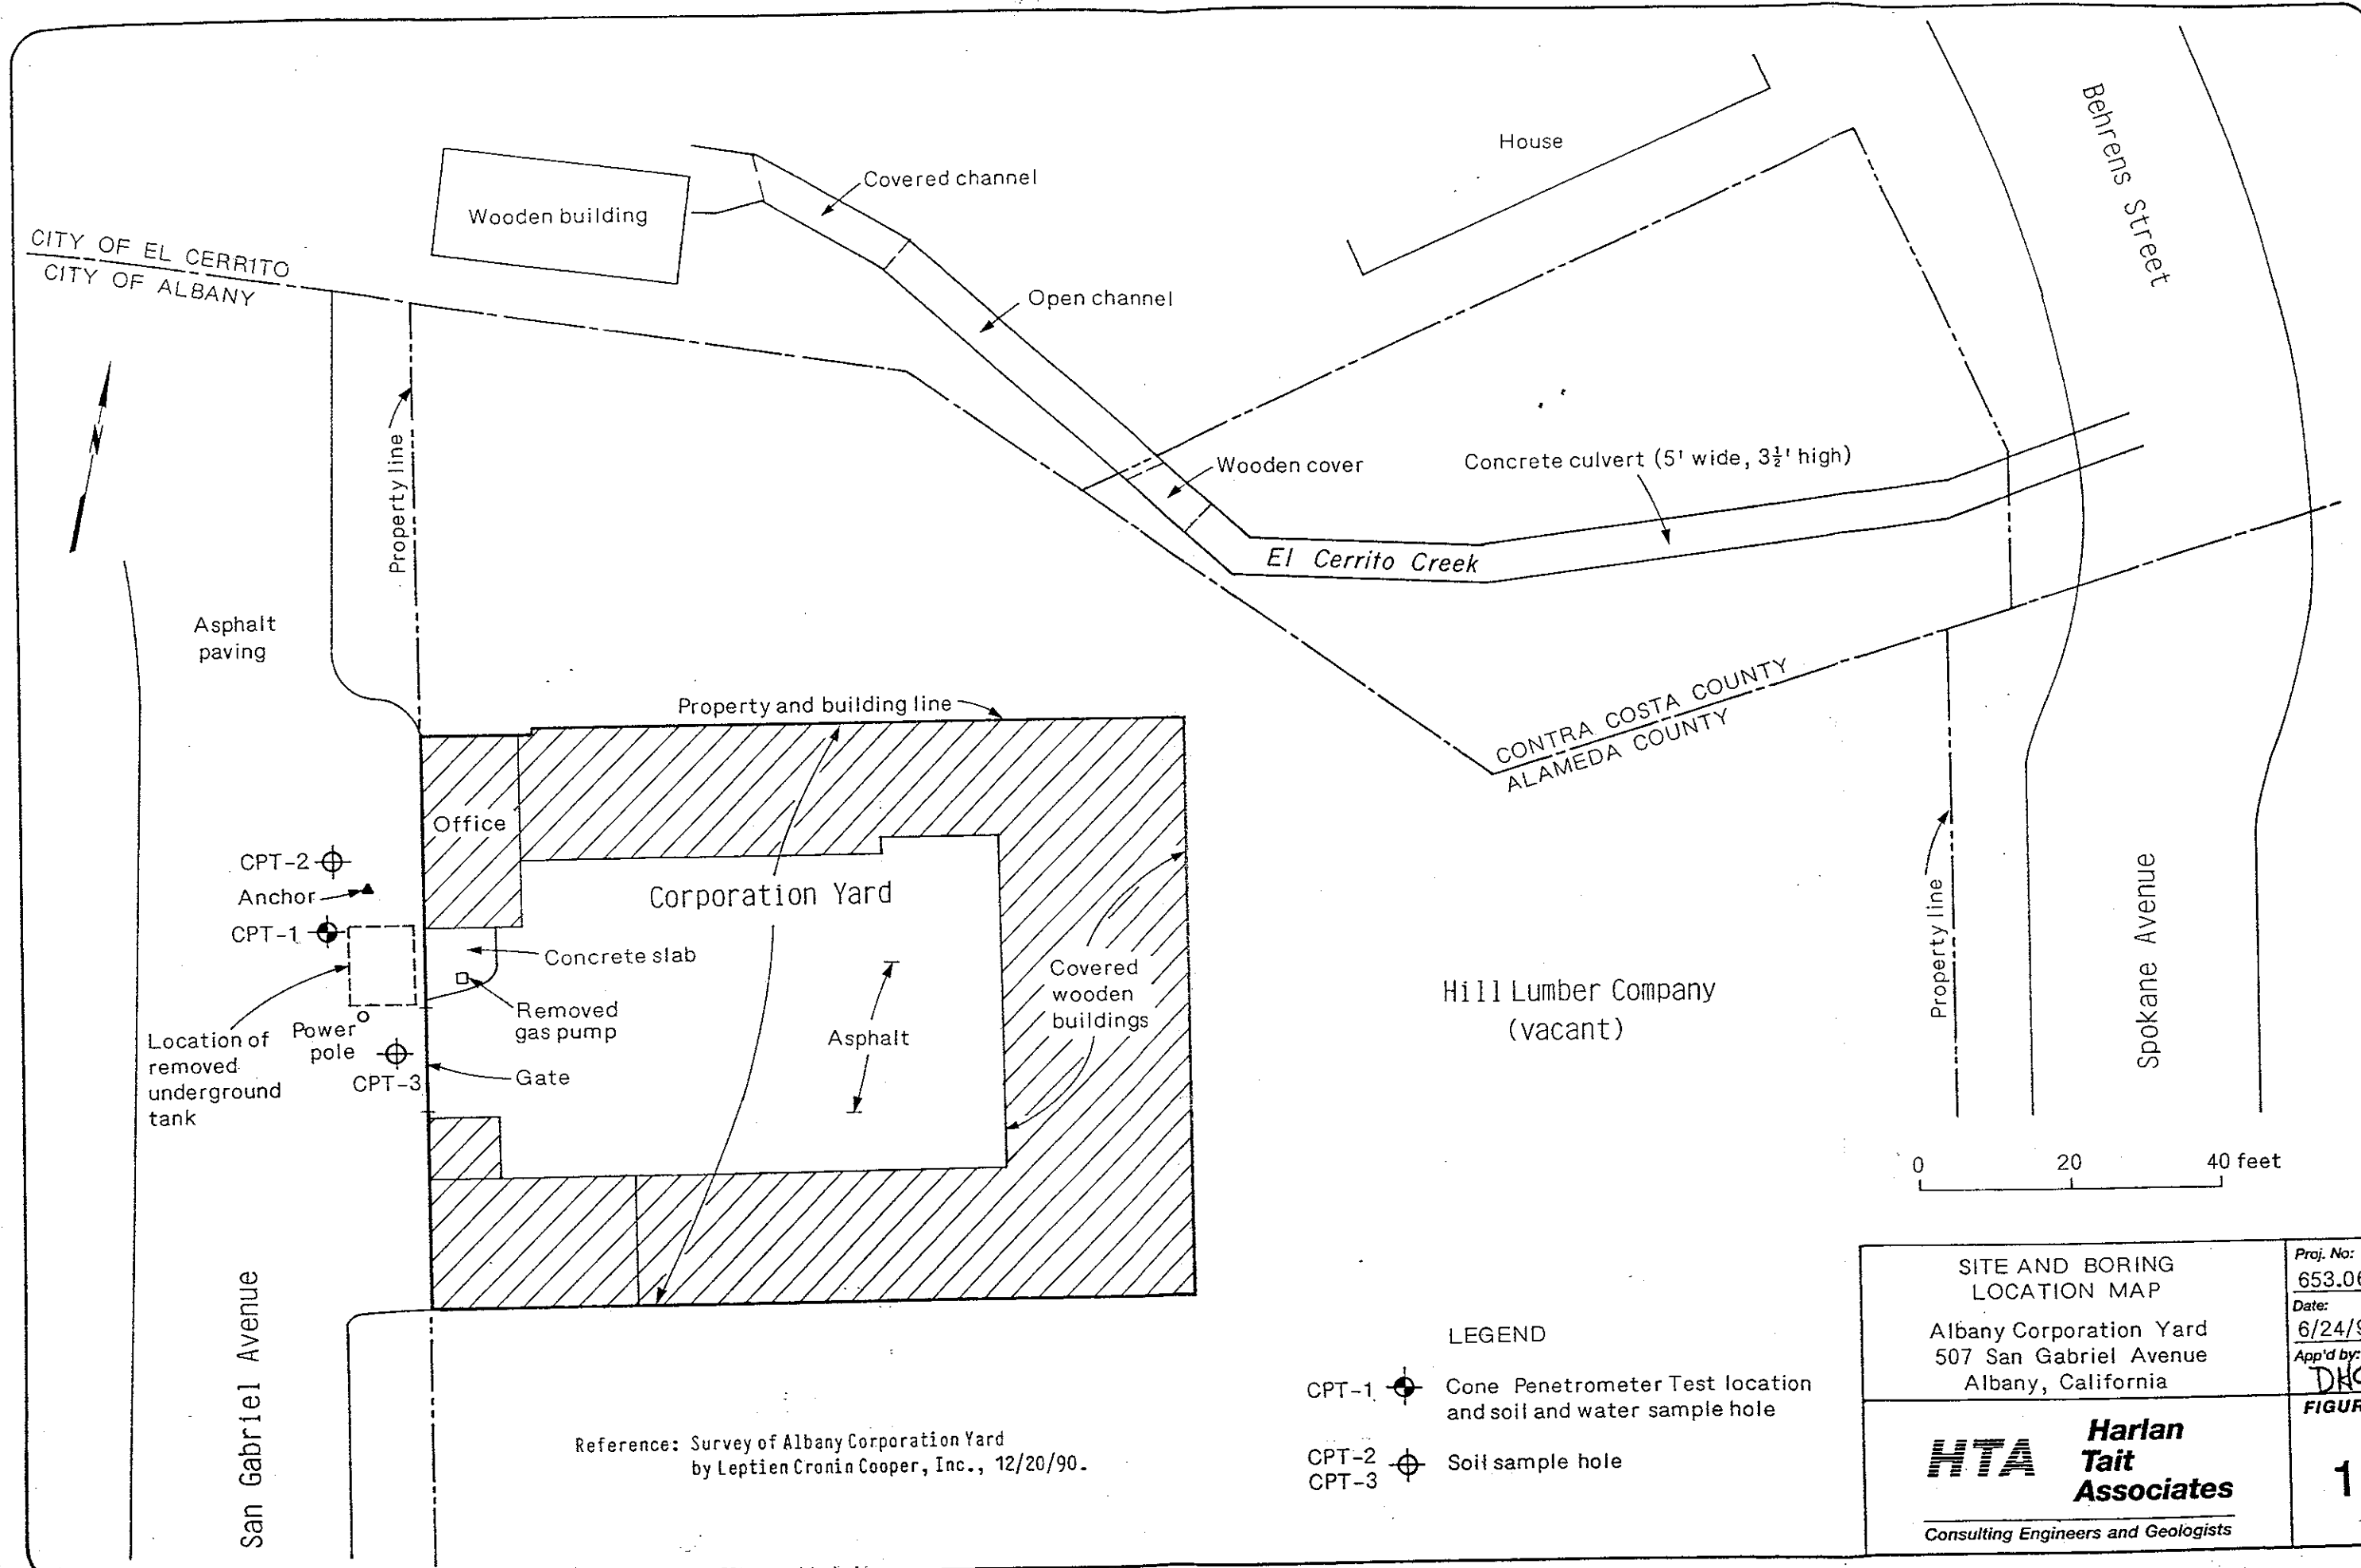 CITY OF EL CERRITO
CITY OF ALBANY
Wooden building
Covered channel
Open channel
House
Behrens Street
N
Property line
Wooden cover
Concrete culvert (5' wide, 3½' high)
El Cerrito Creek
Asphalt
paving
Property and building line
CONTRA COSTA COUNTY
ALAMEDA COUNTY
Office
CPT-2
Anchor
CPT-1
Corporation Yard
Concrete slab
Removed
gas pump
Location of
removed
underground
tank
Power
pole
CPT-3
Gate
Asphalt
Covered
wooden
buildings
Hill Lumber Company
(vacant)
Property line
Spokane Avenue
0 20 40 feet
San Gabriel Avenue
Reference: Survey of Albany Corporation Yard
by Leptien Cronin Cooper, Inc., 12/20/90.
LEGEND
CPT-1 Cone Penetrometer Test location
and soil and water sample hole
CPT-2
CPT-3
Soil sample hole
SITE AND BORING
LOCATION MAP
Albany Corporation Yard
507 San Gabriel Avenue
Albany, California
Proj. No:
653.06
Date:
6/24/9
App'd by:
HTA
Harlan
Tait
Associates
Consulting Engineers and Geologists
FIGUR
1